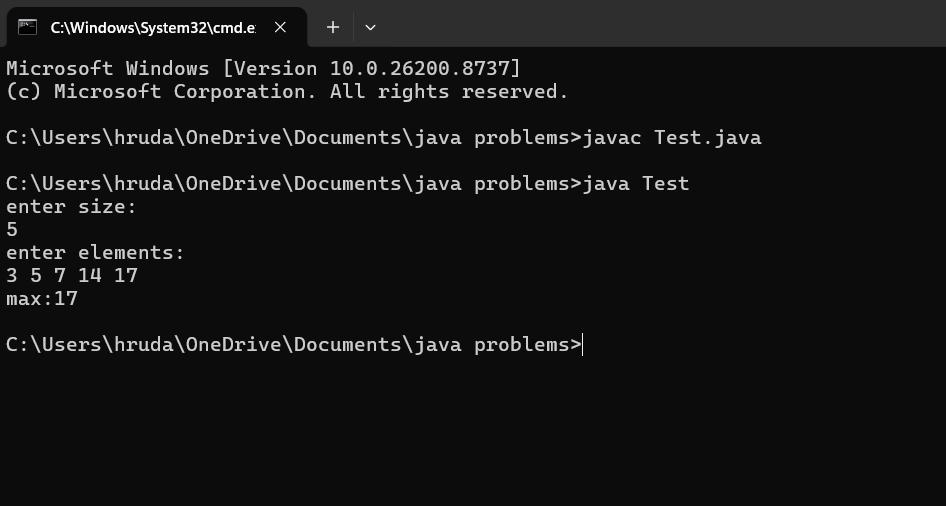 C:\Windows\System32\cmd.e
Microsoft Windows [Version 10.0.26200.8737]
(c) Microsoft Corporation. All rights reserved.
C:\Users\hruda\OneDrive\Documents\java problems>javac Test.java
C:\Users\hruda\OneDrive\Documents\java problems>java Test
enter size:
5
enter elements:
3 5 7 14 17
max:17
C:\Users\hruda\OneDrive\Documents\java problems>